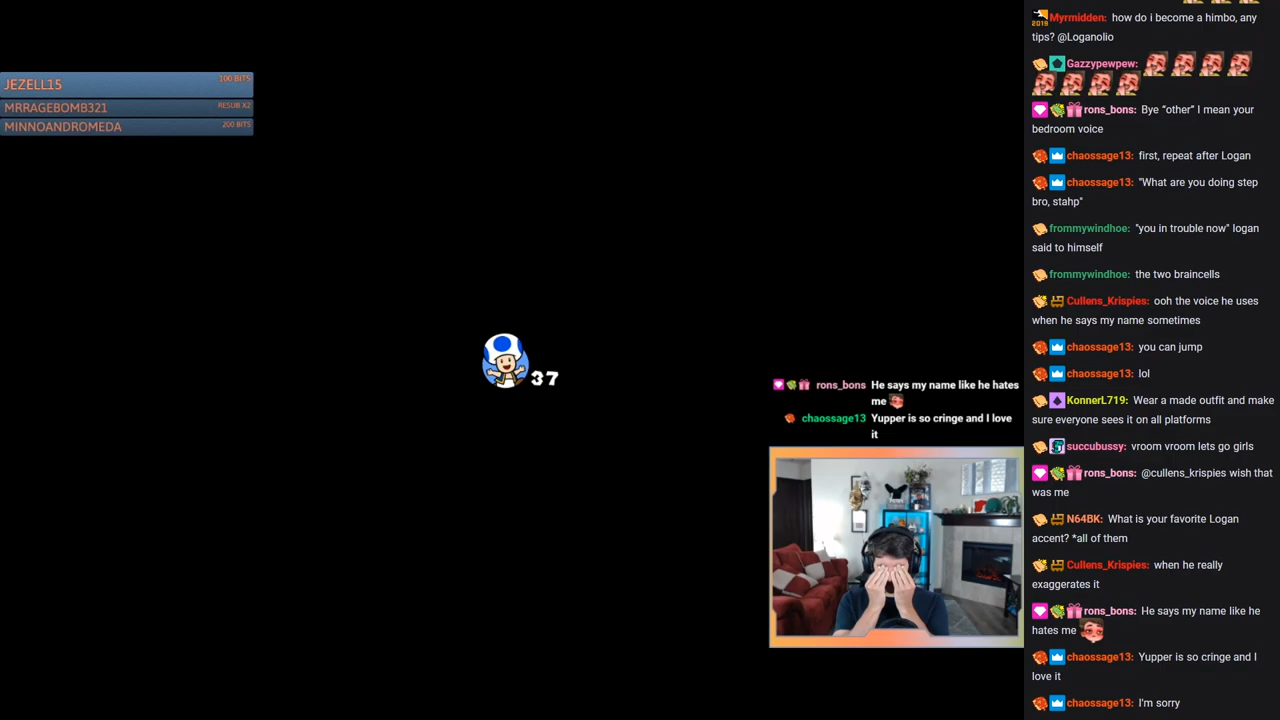 JEZELL15 100 BITS
MRRAGEBOMB321 RESUB X2
MINNOANDROMEDA 200 BITS
37
rons_bons He says my name like he hates
me
chaossage13 Yupper is so cringe and I love
it
Myrmidden: how do i become a himbo, any
tips? @Loganolio
Gazzypewpew:
rons_bons: Bye “other” I mean your
bedroom voice
chaossage13: first, repeat after Logan
chaossage13: "What are you doing step
bro, stahp"
frommywindhoe: "you in trouble now" logan
said to himself
frommywindhoe: the two braincells
Cullens_Krispies: ooh the voice he uses
when he says my name sometimes
chaossage13: you can jump
chaossage13: lol
KonnerL719: Wear a made outfit and make
sure everyone sees it on all platforms
succubussy: vroom vroom lets go girls
rons_bons: @cullens_krispies wish that
was me
N64BK: What is your favorite Logan
accent? *all of them
Cullens_Krispies: when he really
exaggerates it
rons_bons: He says my name like he
hates me
chaossage13: Yupper is so cringe and I
love it
chaossage13: I'm sorry